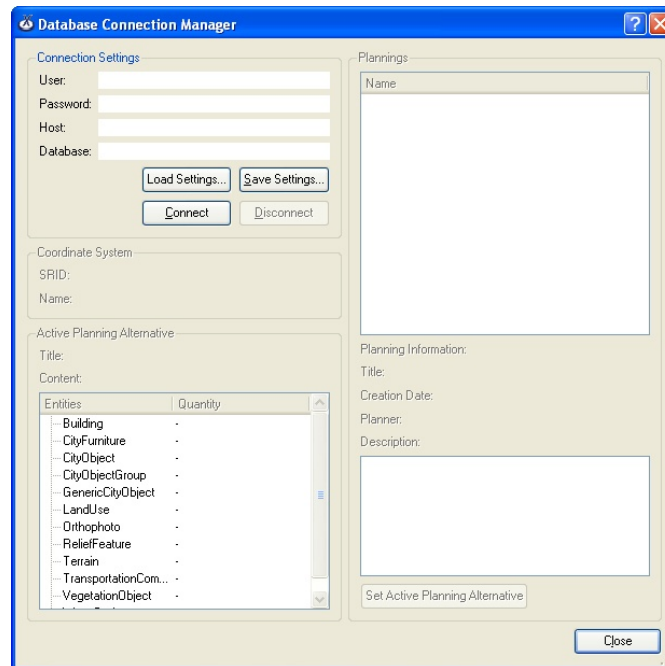 Database Connection Manager
Connection Settings
User:
Password:
Host:
Database:
Load Settings...
Save Settings...
Connect
Disconnect
Coordinate System
SRID:
Name:
Active Planning Alternative
Title:
Content:
Entities Quantity
Building -
CityFurniture -
CityObject -
CityObjectGroup -
GenericCityObject -
LandUse -
Orthophoto -
ReliefFeature -
Terrain -
TransportationCom... -
VegetationObject -
Plannings
Name
Planning Information:
Title:
Creation Date:
Planner:
Description:
Set Active Planning Alternative
Close